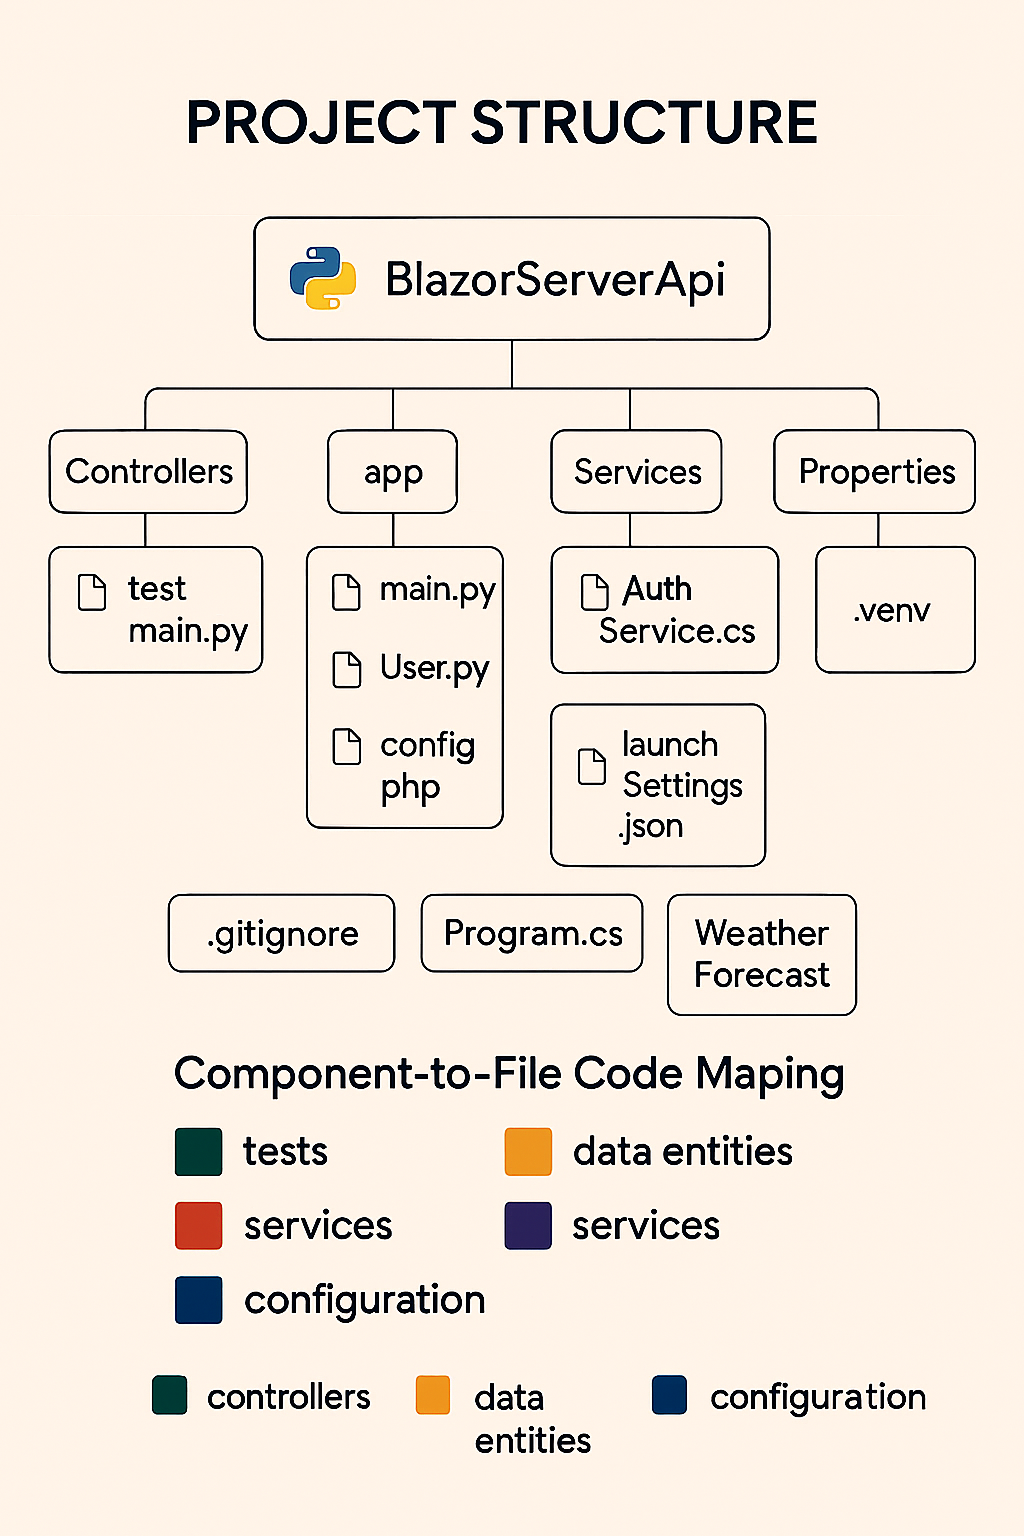 PROJECT STRUCTURE
BlazorServerApi
Controllers
app
Services
Properties
test
main.py
main.py
User.py
config
php
Auth
Service.cs
.venv
launch
Settings
.json
.gitignore
Program.cs
Weather
Forecast
Component-to-File Code Maping
tests
data entities
services
services
configuration
controllers
data
entities
configuration